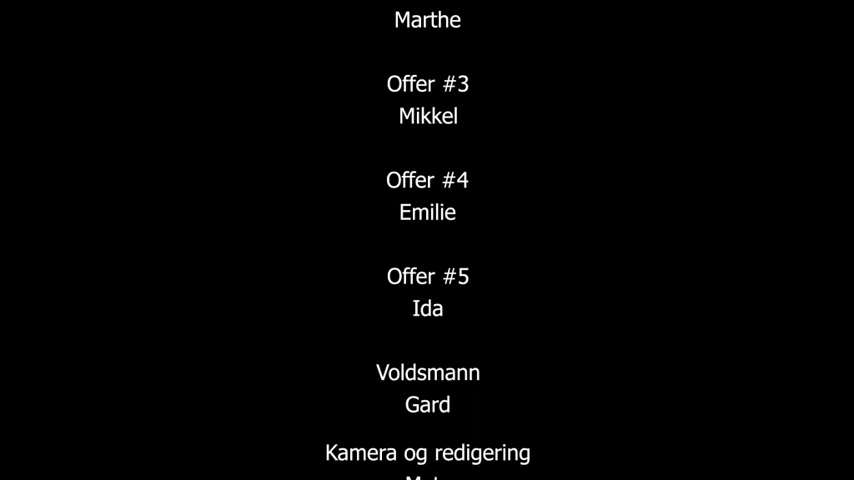 Marthe
Offer #3
Mikkel
Offer #4
Emilie
Offer #5
Ida
Voldsmann
Gard
Kamera og redigering